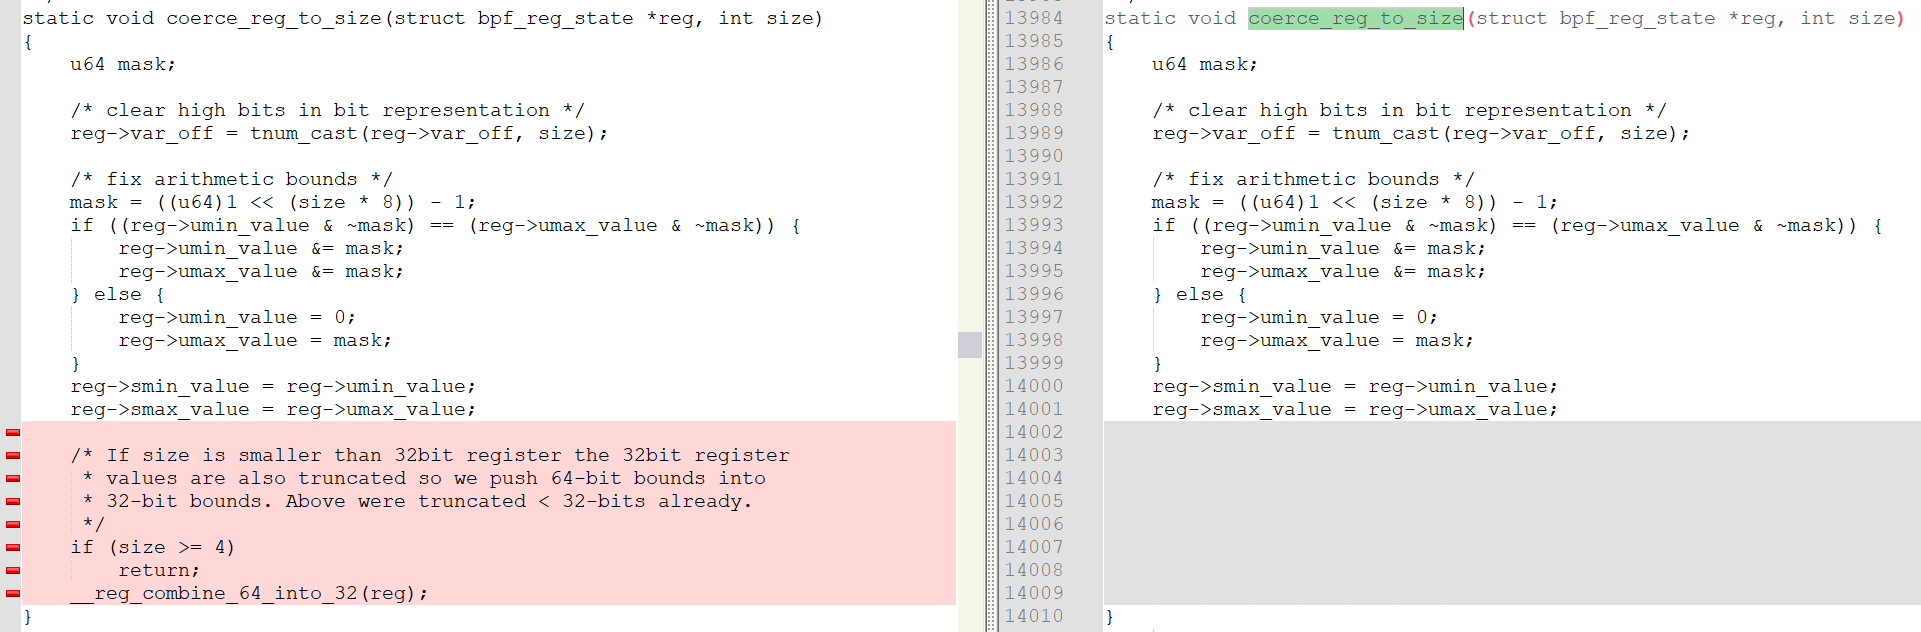 static void coerce_reg_to_size(struct bpf_reg_state *reg, int size)
{
    u64 mask;

    /* clear high bits in bit representation */
    reg->var_off = tnum_cast(reg->var_off, size);

    /* fix arithmetic bounds */
    mask = ((u64)1 << (size * 8)) - 1;
    if ((reg->umin_value & ~mask) == (reg->umax_value & ~mask)) {
        reg->umin_value &= mask;
        reg->umax_value &= mask;
    } else {
        reg->umin_value = 0;
        reg->umax_value = mask;
    }
    reg->smin_value = reg->umin_value;
    reg->smax_value = reg->umax_value;

    /* If size is smaller than 32bit register the 32bit register
     * values are also truncated so we push 64-bit bounds into
     * 32-bit bounds. Above were truncated < 32-bits already.
     */
    if (size >= 4)
        return;
    __reg_combine_64_into_32(reg);
}
13984 static void coerce_reg_to_size(struct bpf_reg_state *reg, int size)
13985 {
13986     u64 mask;
13987
13988     /* clear high bits in bit representation */
13989     reg->var_off = tnum_cast(reg->var_off, size);
13990
13991     /* fix arithmetic bounds */
13992     mask = ((u64)1 << (size * 8)) - 1;
13993     if ((reg->umin_value & ~mask) == (reg->umax_value & ~mask)) {
13994         reg->umin_value &= mask;
13995         reg->umax_value &= mask;
13996     } else {
13997         reg->umin_value = 0;
13998         reg->umax_value = mask;
13999     }
14000     reg->smin_value = reg->umin_value;
14001     reg->smax_value = reg->umax_value;
14002
14003
14004
14005
14006
14007
14008
14009
14010 }